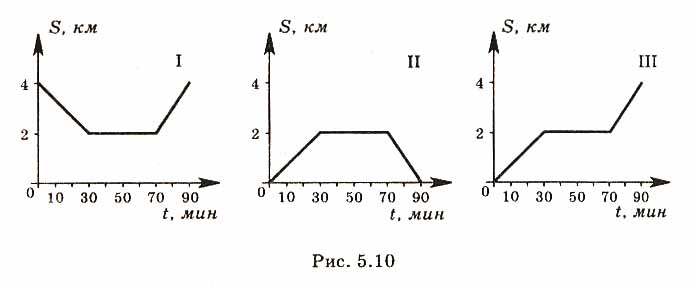 S, км S, км S, км
I II III
4 4 4
2 2 2
0 10 30 50 70 90 0 10 30 50 70 90 0 10 30 50 70 90
t, мин t, мин t, мин
Рис. 5.10